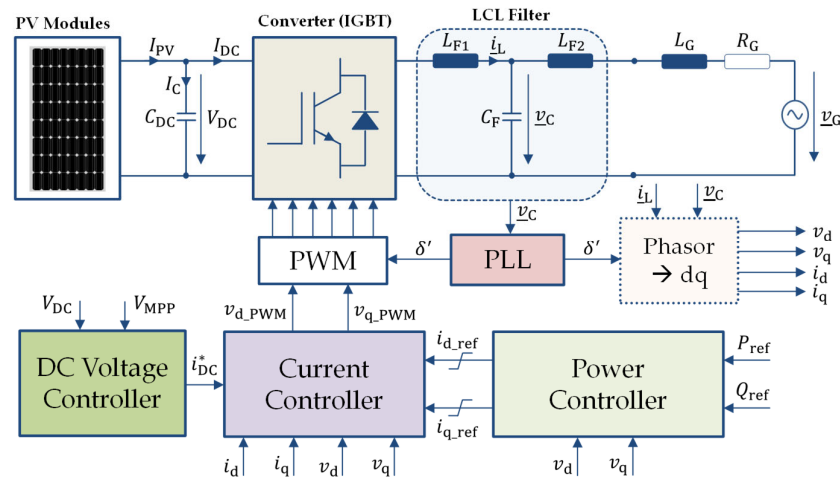 PV Modules
Converter (IGBT)
LCL Filter
I_PV
I_DC
L_F1
i_L
L_F2
L_G
R_G
I_C
C_DC
V_DC
C_F
v_C
v_G
v_C
i_L
v_C
PWM
δ′
PLL
δ′
Phasor
→ dq
v_d
v_q
i_d
i_q
V_DC
V_MPP
v_d_PWM
v_q_PWM
DC Voltage
Controller
i*_DC
Current
Controller
i_d_ref
i_q_ref
Power
Controller
P_ref
Q_ref
i_d
i_q
v_d
v_q
v_d
v_q